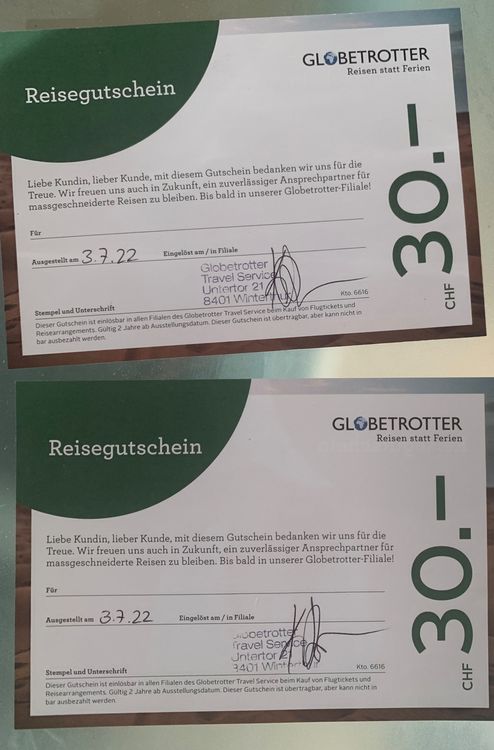 Reisegutschein
GLOBETROTTER
Reisen statt Ferien
Liebe Kundin, lieber Kunde, mit diesem Gutschein bedanken wir uns für die
Treue. Wir freuen uns auch in Zukunft, ein zuverlässiger Ansprechpartner für
massgeschneiderte Reisen zu bleiben. Bis bald in unserer Globetrotter-Filiale!
Für
Ausgestellt am 3.7.22 Eingelöst am / in Filiale
Globetrotter
Travel Service
Untertor 21
8401 Winterthur
Stempel und Unterschrift Kto. 6616
Dieser Gutschein ist einlösbar in allen Filialen des Globetrotter Travel Service beim Kauf von Flugtickets und
Reisearrangements. Gültig 2 Jahre ab Ausstellungsdatum. Dieser Gutschein ist übertragbar, aber kann nicht in
bar ausbezahlt werden.
CHF 30.–
Reisegutschein
GLOBETROTTER
Reisen statt Ferien
Liebe Kundin, lieber Kunde, mit diesem Gutschein bedanken wir uns für die
Treue. Wir freuen uns auch in Zukunft, ein zuverlässiger Ansprechpartner für
massgeschneiderte Reisen zu bleiben. Bis bald in unserer Globetrotter-Filiale!
Für
Ausgestellt am 3.7.22 Eingelöst am / in Filiale
Globetrotter
Travel Service
Untertor 21
8401 Winterthur
Stempel und Unterschrift Kto. 6616
Dieser Gutschein ist einlösbar in allen Filialen des Globetrotter Travel Service beim Kauf von Flugtickets und
Reisearrangements. Gültig 2 Jahre ab Ausstellungsdatum. Dieser Gutschein ist übertragbar, aber kann nicht in
bar ausbezahlt werden.
CHF 30.–